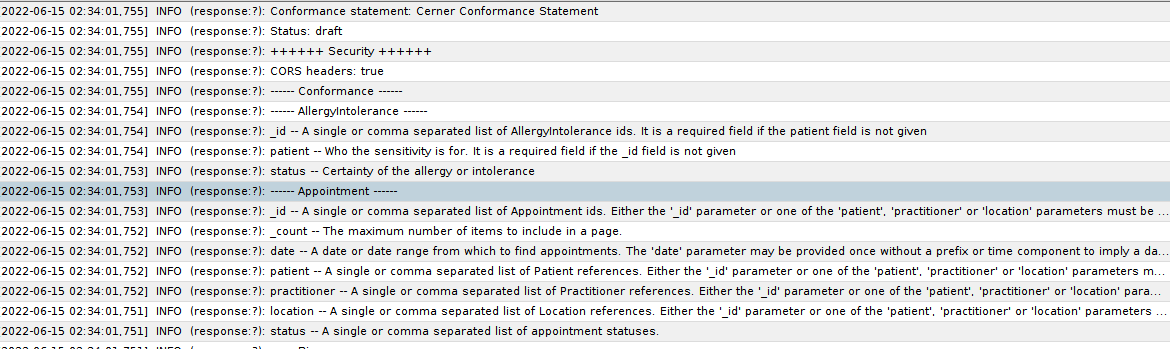 2022-06-15 02:34:01,755] INFO (response:?): Conformance statement: Cerner Conformance Statement
2022-06-15 02:34:01,755] INFO (response:?): Status: draft
2022-06-15 02:34:01,755] INFO (response:?): ++++++ Security ++++++
2022-06-15 02:34:01,755] INFO (response:?): CORS headers: true
2022-06-15 02:34:01,755] INFO (response:?): ------ Conformance ------
2022-06-15 02:34:01,754] INFO (response:?): ------ AllergyIntolerance ------
2022-06-15 02:34:01,754] INFO (response:?): _id -- A single or comma separated list of AllergyIntolerance ids. It is a required field if the patient field is not given
2022-06-15 02:34:01,754] INFO (response:?): patient -- Who the sensitivity is for. It is a required field if the _id field is not given
2022-06-15 02:34:01,753] INFO (response:?): status -- Certainty of the allergy or intolerance
2022-06-15 02:34:01,753] INFO (response:?): ------ Appointment ------
2022-06-15 02:34:01,753] INFO (response:?): _id -- A single or comma separated list of Appointment ids. Either the '_id' parameter or one of the 'patient', 'practitioner' or 'location' parameters must be ...
2022-06-15 02:34:01,752] INFO (response:?): _count -- The maximum number of items to include in a page.
2022-06-15 02:34:01,752] INFO (response:?): date -- A date or date range from which to find appointments. The 'date' parameter may be provided once without a prefix or time component to imply a da...
2022-06-15 02:34:01,752] INFO (response:?): patient -- A single or comma separated list of Patient references. Either the '_id' parameter or one of the 'patient', 'practitioner' or 'location' parameters m...
2022-06-15 02:34:01,752] INFO (response:?): practitioner -- A single or comma separated list of Practitioner references. Either the '_id' parameter or one of the 'patient', 'practitioner' or 'location' para...
2022-06-15 02:34:01,751] INFO (response:?): location -- A single or comma separated list of Location references. Either the '_id' parameter or one of the 'patient', 'practitioner' or 'location' parameters ...
2022-06-15 02:34:01,751] INFO (response:?): status -- A single or comma separated list of appointment statuses.